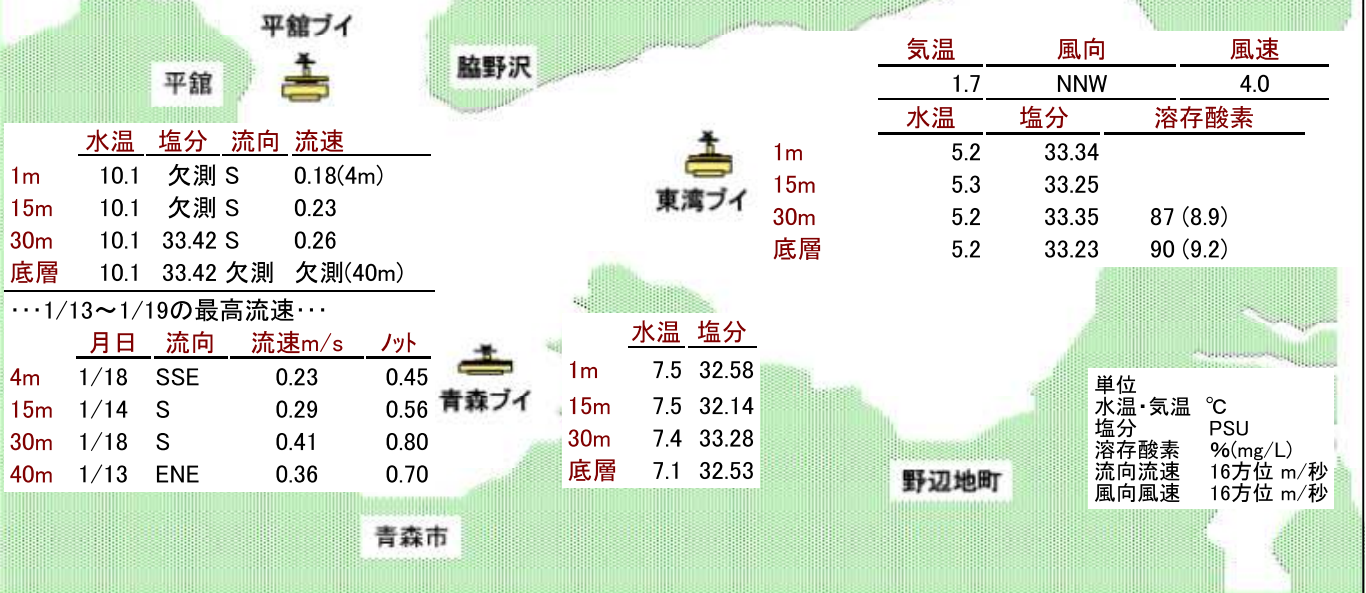 平舘ブイ
平舘
脇野沢
水温 塩分 流向 流速
1m 10.1 欠測 S 0.18(4m)
15m 10.1 欠測 S 0.23
30m 10.1 33.42 S 0.26
底層 10.1 33.42 欠測 欠測(40m)
･･･1/13～1/19の最高流速･･･
月日 流向 流速m/s ﾉｯﾄ
4m 1/18 SSE 0.23 0.45
15m 1/14 S 0.29 0.56
30m 1/18 S 0.41 0.80
40m 1/13 ENE 0.36 0.70
気温 風向 風速
1.7 NNW 4.0
水温 塩分 溶存酸素
1m 5.2 33.34
15m 5.3 33.25
30m 5.2 33.35 87 (8.9)
底層 5.2 33.23 90 (9.2)
東湾ブイ
青森ブイ
水温 塩分
1m 7.5 32.58
15m 7.5 32.14
30m 7.4 33.28
底層 7.1 32.53
青森市
野辺地町
単位
水温･気温 ℃
塩分 PSU
溶存酸素 %(mg/L)
流向流速 16方位 m/秒
風向風速 16方位 m/秒